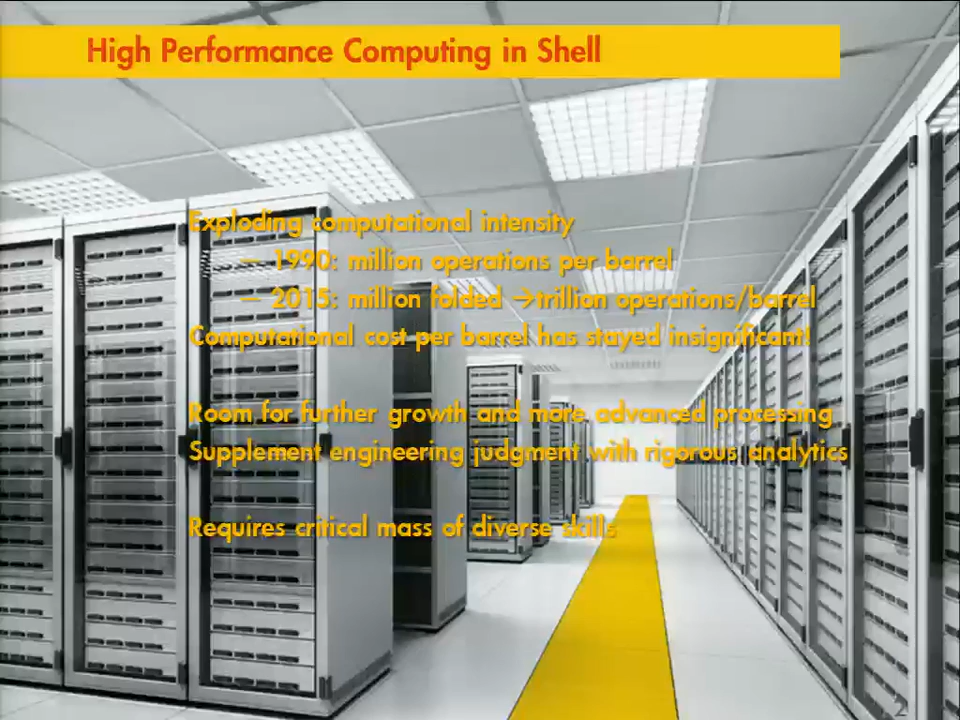 High Performance Computing in Shell
Exploding computational intensity
— 1990: million operations per barrel
— 2015: million folded →trillion operations/barrel
Computational cost per barrel has stayed insignificant!
Room for further growth and more advanced processing
Supplement engineering judgment with rigorous analytics
Requires critical mass of diverse skills
2